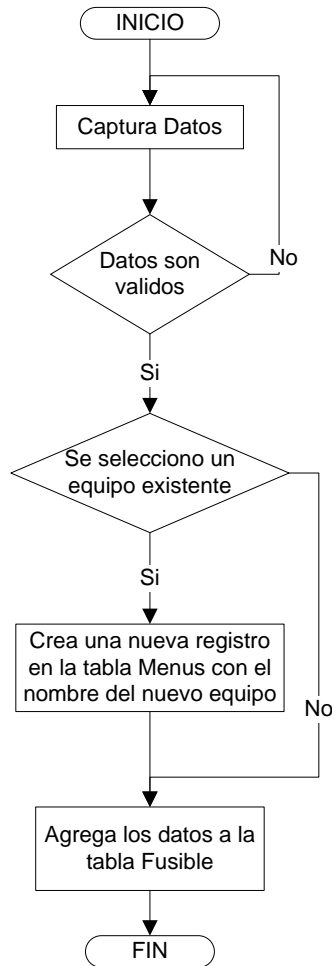 INICIO
Captura Datos
Datos son
validos
No
Si
Se selecciono un
equipo existente
Si
Crea una nueva registro
en la tabla Menus con el
nombre del nuevo equipo
No
Agrega los datos a la
tabla Fusible
FIN